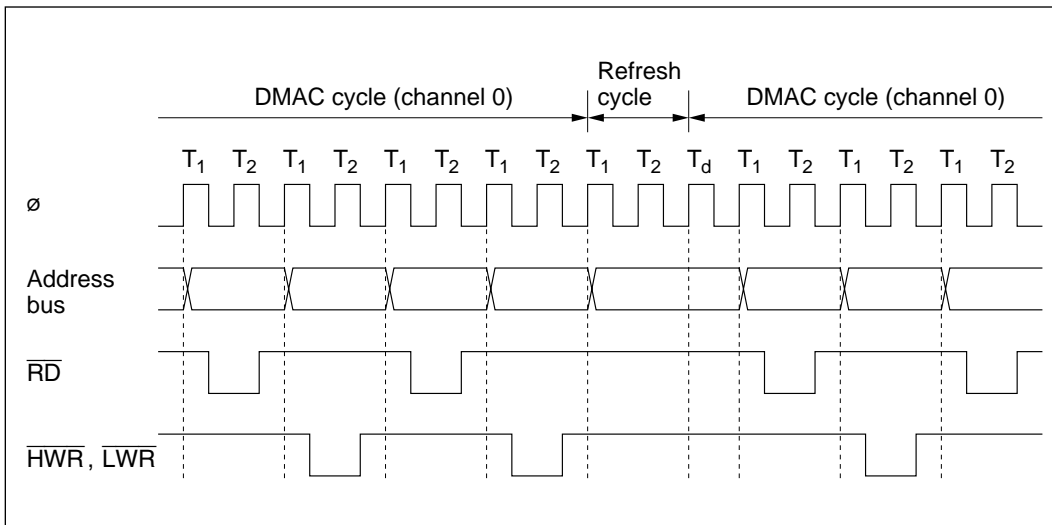 Refresh
DMAC cycle (channel 0) cycle DMAC cycle (channel 0)
T1 T2 T1 T2 T1 T2 T1 T2 T1 T2 Td T1 T2 T1 T2 T1 T2
ø
Address
bus
RD
HWR , LWR